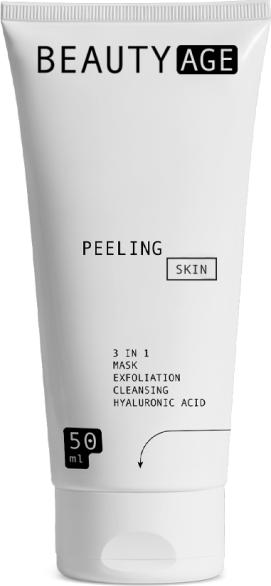 BEAUTY AGE
PEELING
SKIN
3 IN 1
MASK
EXFOLIATION
CLEANSING
HYALURONIC ACID
50
ml